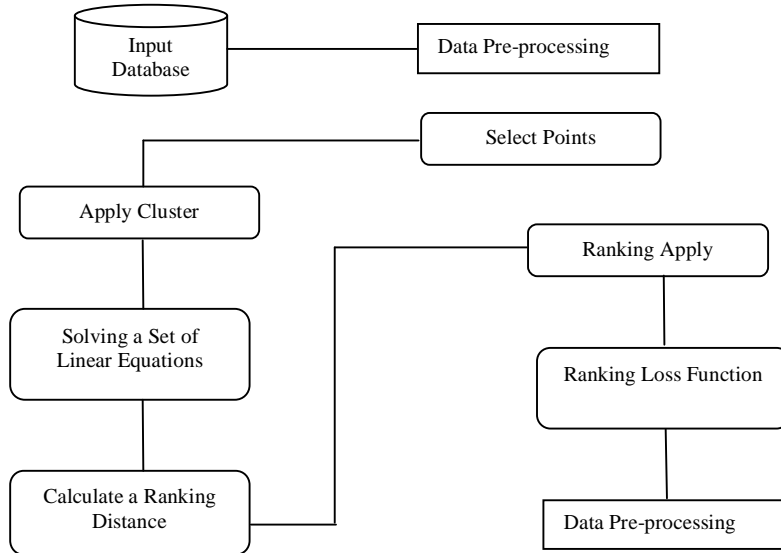 Input
Database
Data Pre-processing
Select Points
Apply Cluster
Ranking Apply
Solving a Set of
Linear Equations
Ranking Loss Function
Calculate a Ranking
Distance
Data Pre-processing